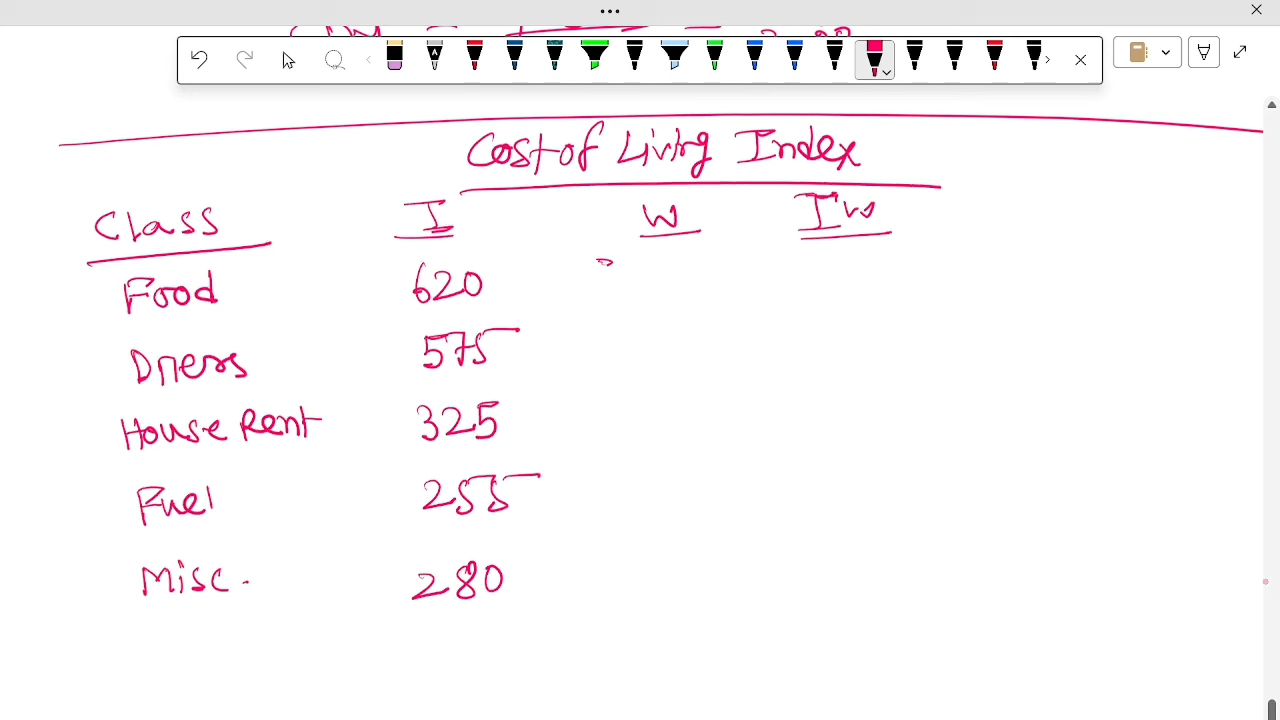 Cost of Living Index
Class I W IW
Food 620
Dress 575
House Rent 325
Fuel 255
Misc. 280